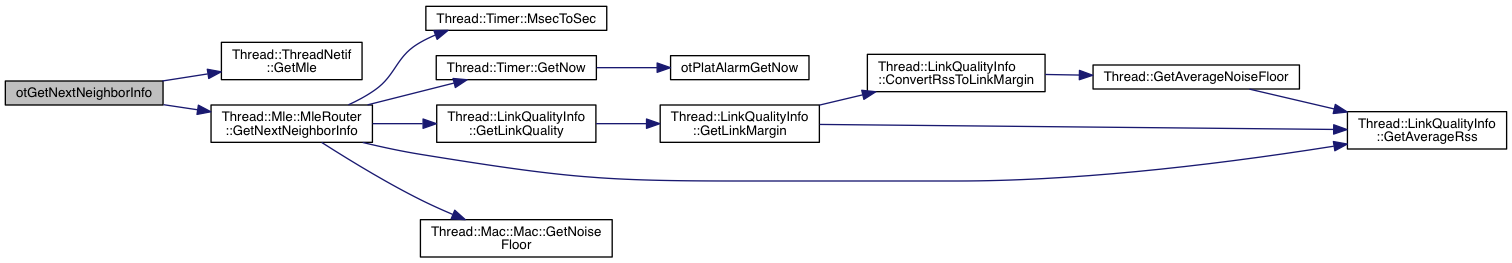 otGetNextNeighborInfo
Thread::ThreadNetif
::GetMle
Thread::Mle::MleRouter
::GetNextNeighborInfo
Thread::Timer::MsecToSec
Thread::Timer::GetNow
Thread::LinkQualityInfo
::GetLinkQuality
Thread::Mac::Mac::GetNoise
Floor
otPlatAlarmGetNow
Thread::LinkQualityInfo
::GetLinkMargin
Thread::LinkQualityInfo
::ConvertRssToLinkMargin
Thread::GetAverageNoiseFloor
Thread::LinkQualityInfo
::GetAverageRss